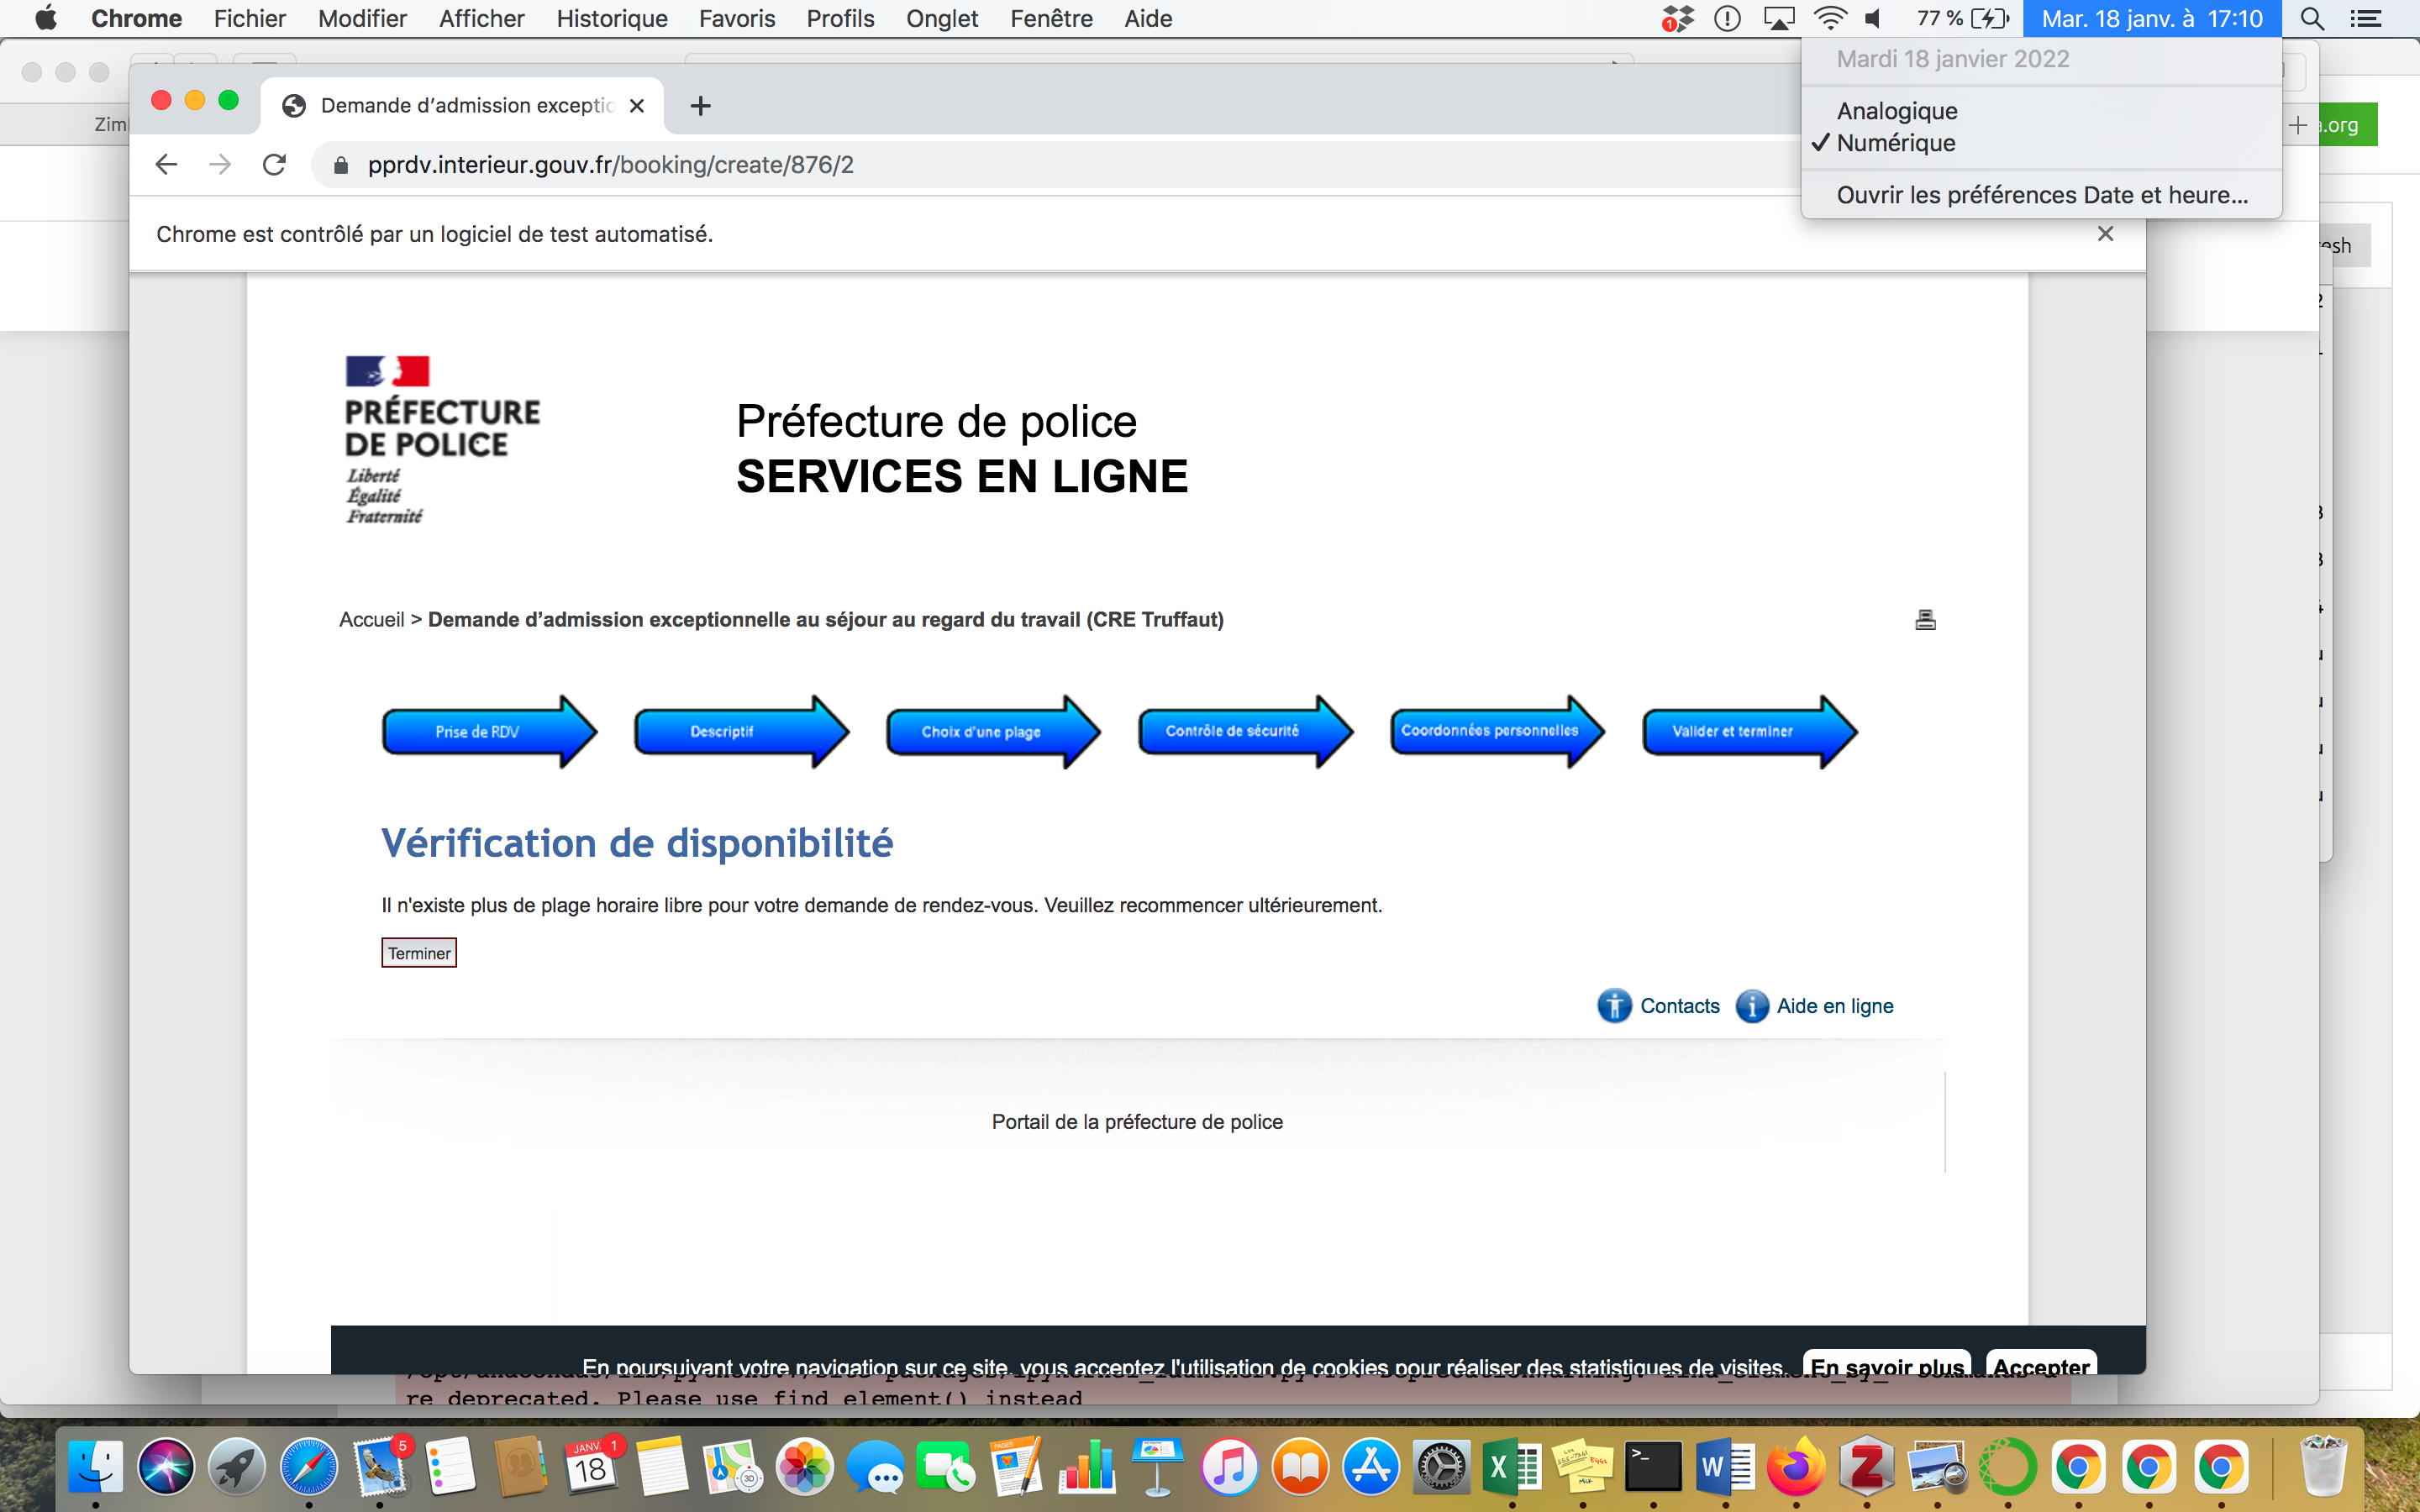 Chrome Fichier Modifier Afficher Historique Favoris Profils Onglet Fenêtre Aide 1 77 % Mar. 18 janv. à 17:10
Mardi 18 janvier 2022
Analogique
✓ Numérique
Ouvrir les préférences Date et heure...
Demande d'admission exceptio
.org
pprdv.interieur.gouv.fr/booking/create/876/2
Chrome est contrôlé par un logiciel de test automatisé.
PRÉFECTURE
DE POLICE
Liberté
Égalité
Fraternité
Préfecture de police
SERVICES EN LIGNE
Accueil > Demande d'admission exceptionnelle au séjour au regard du travail (CRE Truffaut)
Prise de RDV
Descriptif
Choix d'une plage
Contrôle de sécurité
Coordonnées personnelles
Valider et terminer
Vérification de disponibilité
Il n'existe plus de plage horaire libre pour votre demande de rendez-vous. Veuillez recommencer ultérieurement.
Terminer
Contacts
Aide en ligne
Portail de la préfecture de police
En poursuivant votre navigation sur ce site, vous acceptez l'utilisation de cookies pour réaliser des statistiques de visites. En savoir plus Accepter
re deprecated. Please use find_element() instead
5
JANV. 1
18
PAGES
3D
X
>_
W
Z